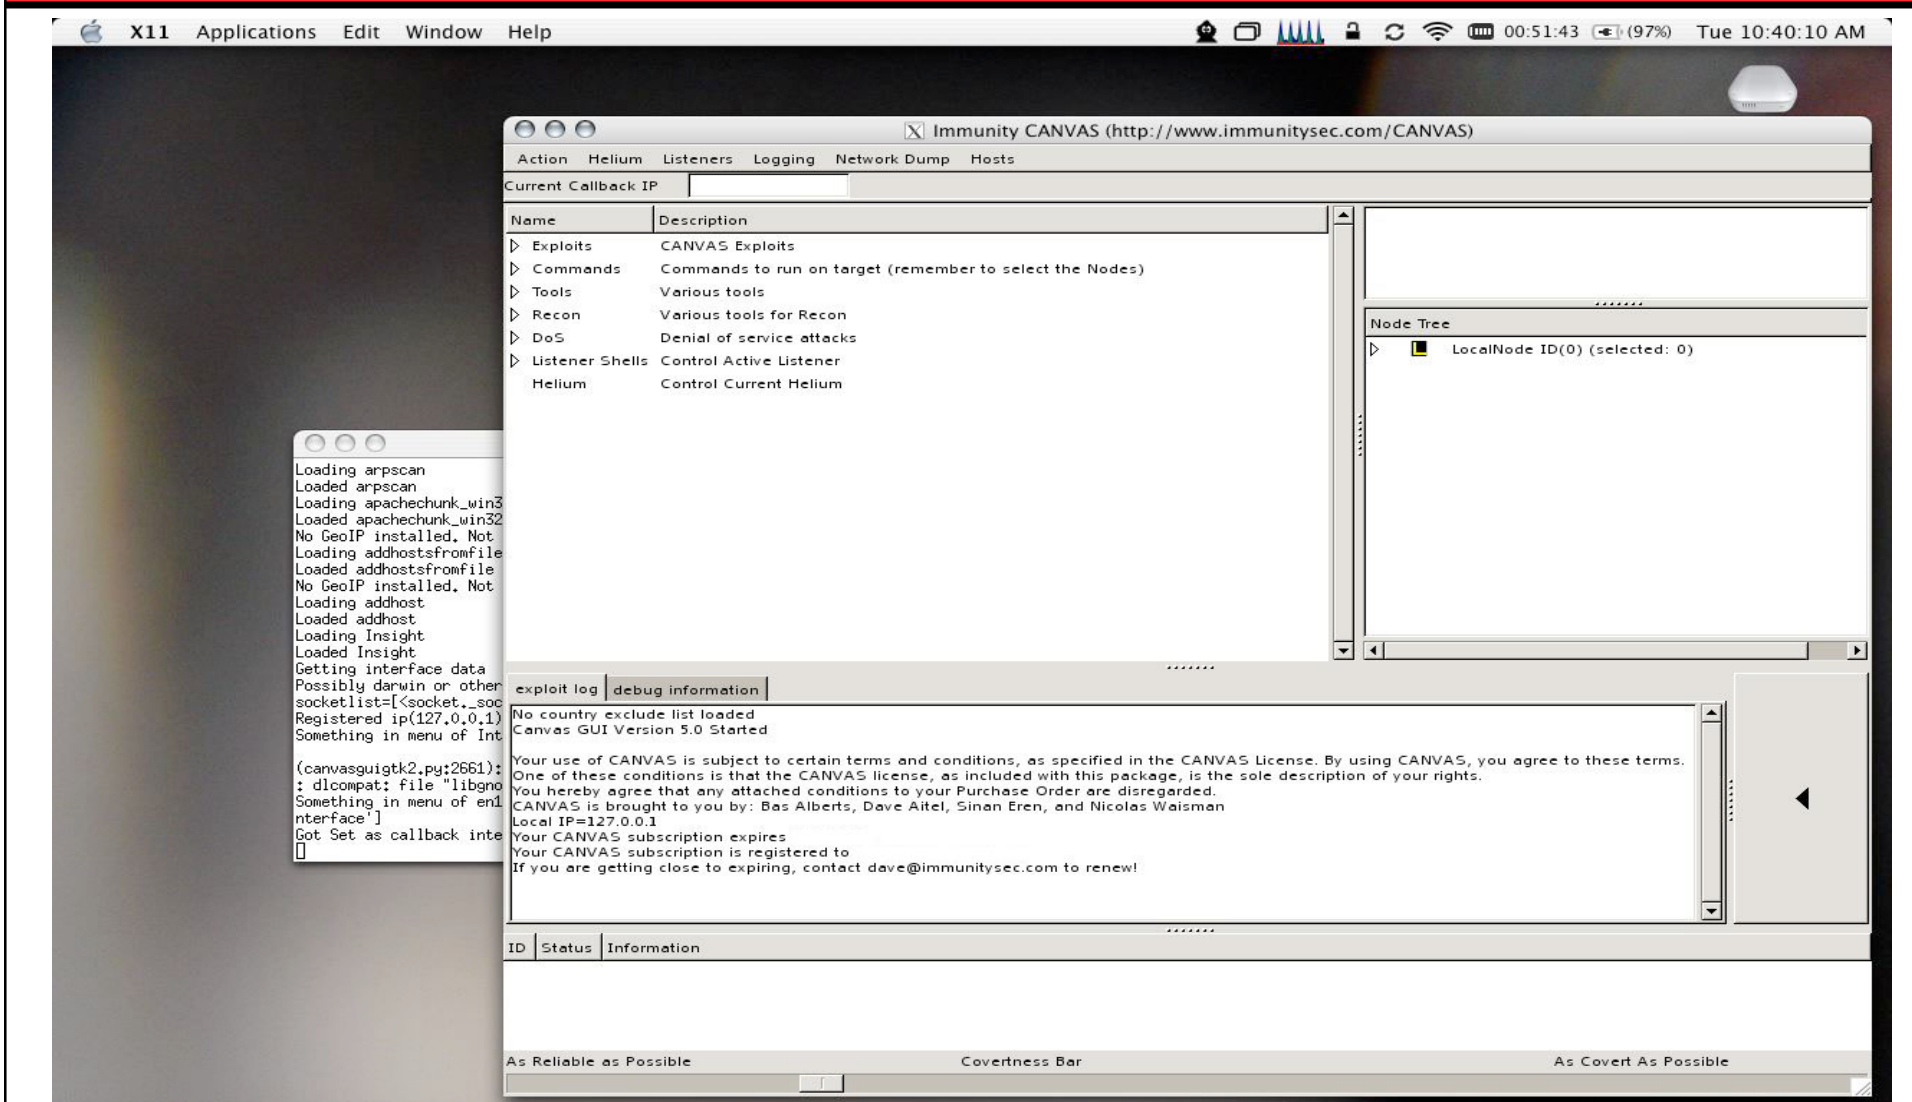 X11 Applications Edit Window Help 00:51:43 (97%) Tue 10:40:10 AM
X Immunity CANVAS (http://www.immunitysec.com/CANVAS)
Action Helium Listeners Logging Network Dump Hosts
Current Callback IP
Name Description
Exploits CANVAS Exploits
Commands Commands to run on target (remember to select the Nodes)
Tools Various tools
Recon Various tools for Recon
DoS Denial of service attacks
Listener Shells Control Active Listener
Helium Control Current Helium
Node Tree
L LocalNode ID(0) (selected: 0)
Loading arpscan
Loaded arpscan
Loading apachechunk_win3
Loaded apachechunk_win32
No GeoIP installed. Not
Loading addhostsfromfile
Loaded addhostsfromfile
No GeoIP installed. Not
Loading addhost
Loaded addhost
Loading Insight
Loaded Insight
Getting interface data
Possibly darwin or other
socketlist=[<socket._soc
Registered ip(127.0.0.1)
Something in menu of Int
(canvasguigtk2.py:2661):
: dlcompat: file "libgno
Something in menu of en1
nterface']
Got Set as callback inte
exploit log debug information
No country exclude list loaded
Canvas GUI Version 5.0 Started
Your use of CANVAS is subject to certain terms and conditions, as specified in the CANVAS License. By using CANVAS, you agree to these terms.
One of these conditions is that the CANVAS license, as included with this package, is the sole description of your rights.
You hereby agree that any attached conditions to your Purchase Order are disregarded.
CANVAS is brought to you by: Bas Alberts, Dave Aitel, Sinan Eren, and Nicolas Waisman
Local IP=127.0.0.1
Your CANVAS subscription expires
Your CANVAS subscription is registered to
If you are getting close to expiring, contact dave@immunitysec.com to renew!
ID Status Information
As Reliable as Possible Covertness Bar As Covert As Possible